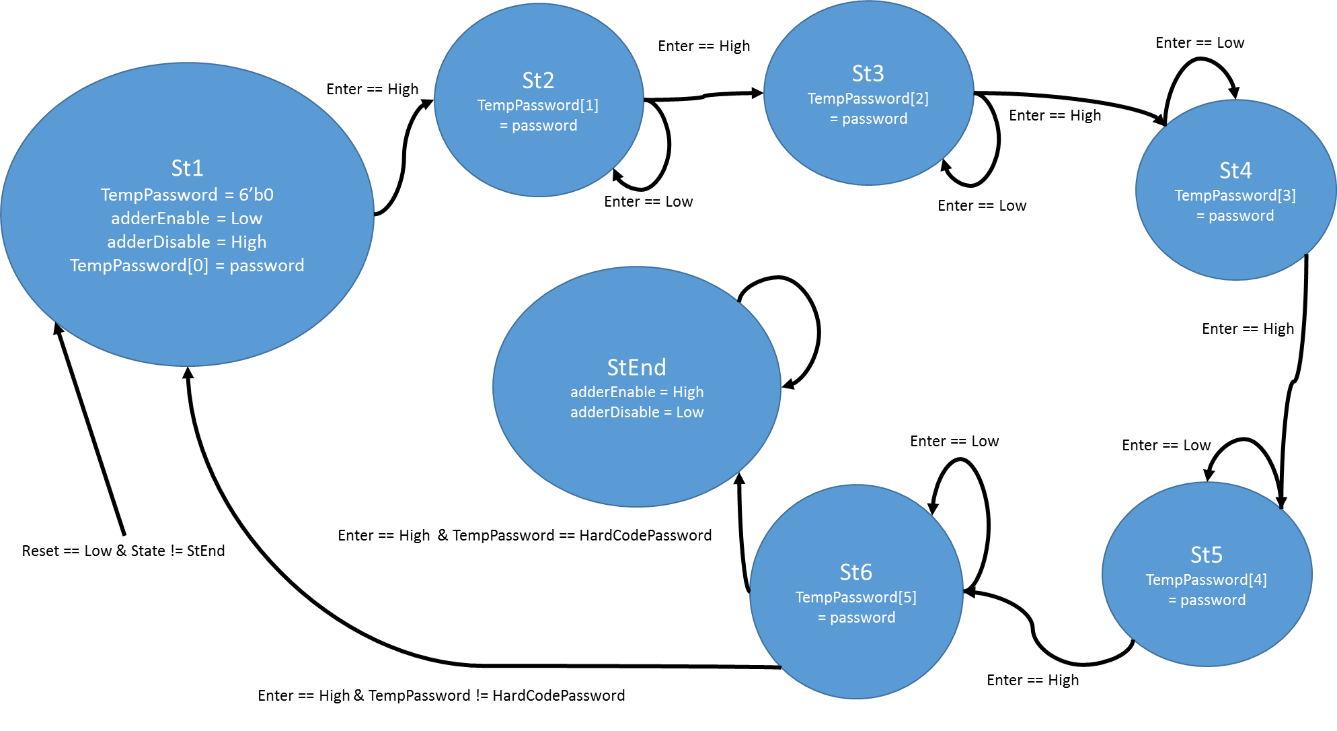 Enter == High
St1
TempPassword = 6’b0
adderEnable = Low
adderDisable = High
TempPassword[0] = password
Reset == Low & State != StEnd
St2
TempPassword[1]
= password
Enter == Low
Enter == High
St3
TempPassword[2]
= password
Enter == Low
Enter == High
Enter == Low
St4
TempPassword[3]
= password
Enter == High
Enter == Low
St5
TempPassword[4]
= password
Enter == High
Enter == Low
St6
TempPassword[5]
= password
Enter == High & TempPassword == HardCodePassword
StEnd
adderEnable = High
adderDisable = Low
Enter == High & TempPassword != HardCodePassword